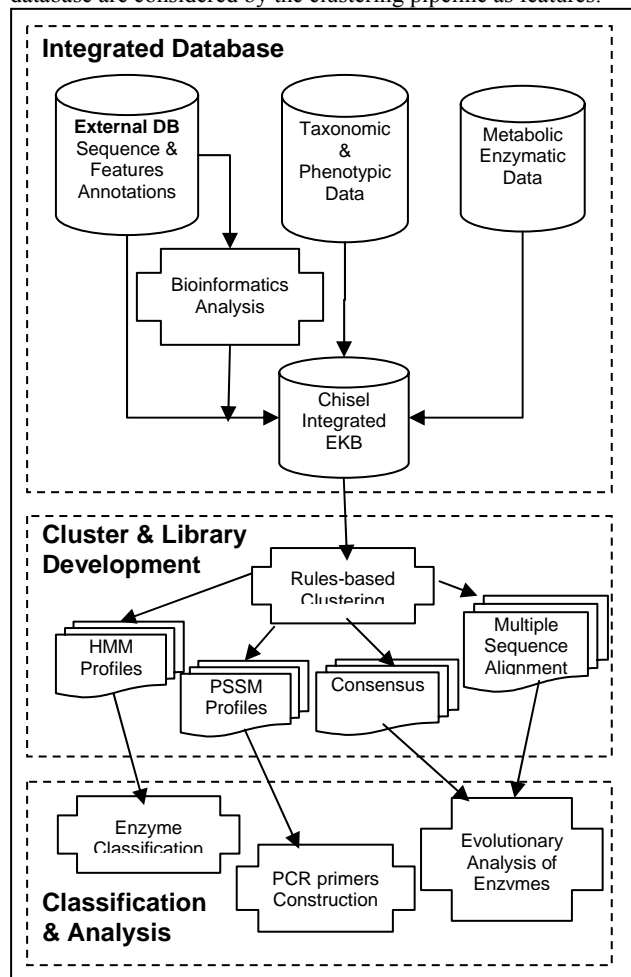 database are considered by the clustering pipeline as features.
Integrated Database
External DB
Sequence &
Features
Annotations
Taxonomic
&
Phenotypic
Data
Metabolic
Enzymatic
Data
Bioinformatics
Analysis
Chisel
Integrated
EKB
Cluster & Library
Development
Rules-based
Clustering
HMM
Profiles
PSSM
Profiles
Consensus
Multiple
Sequence
Alignment
Enzyme
Classification
PCR primers
Construction
Evolutionary
Analysis of
Enzymes
Classification
& Analysis